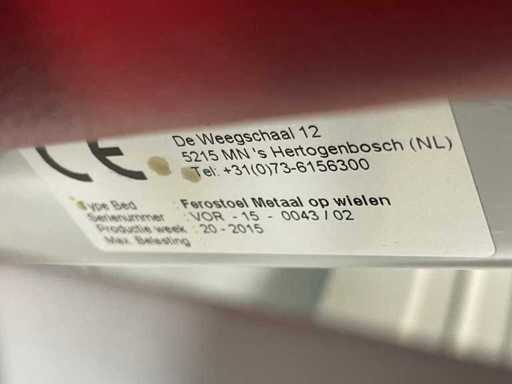 CE
De Weegschaal 12
5215 MN 's Hertogenbosch (NL)
Tel: +31(0)73-6156300
Type Bed : Ferostoel Metaal op wielen
Serienummer : VOR - 15 - 0043 / 02
Productie week : 20 - 2015
Max. Belasting